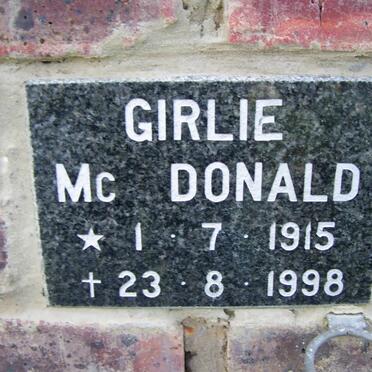 GIRLIE
Mc DONALD
★ 1 · 7 · 1915
† 23 · 8 · 1998